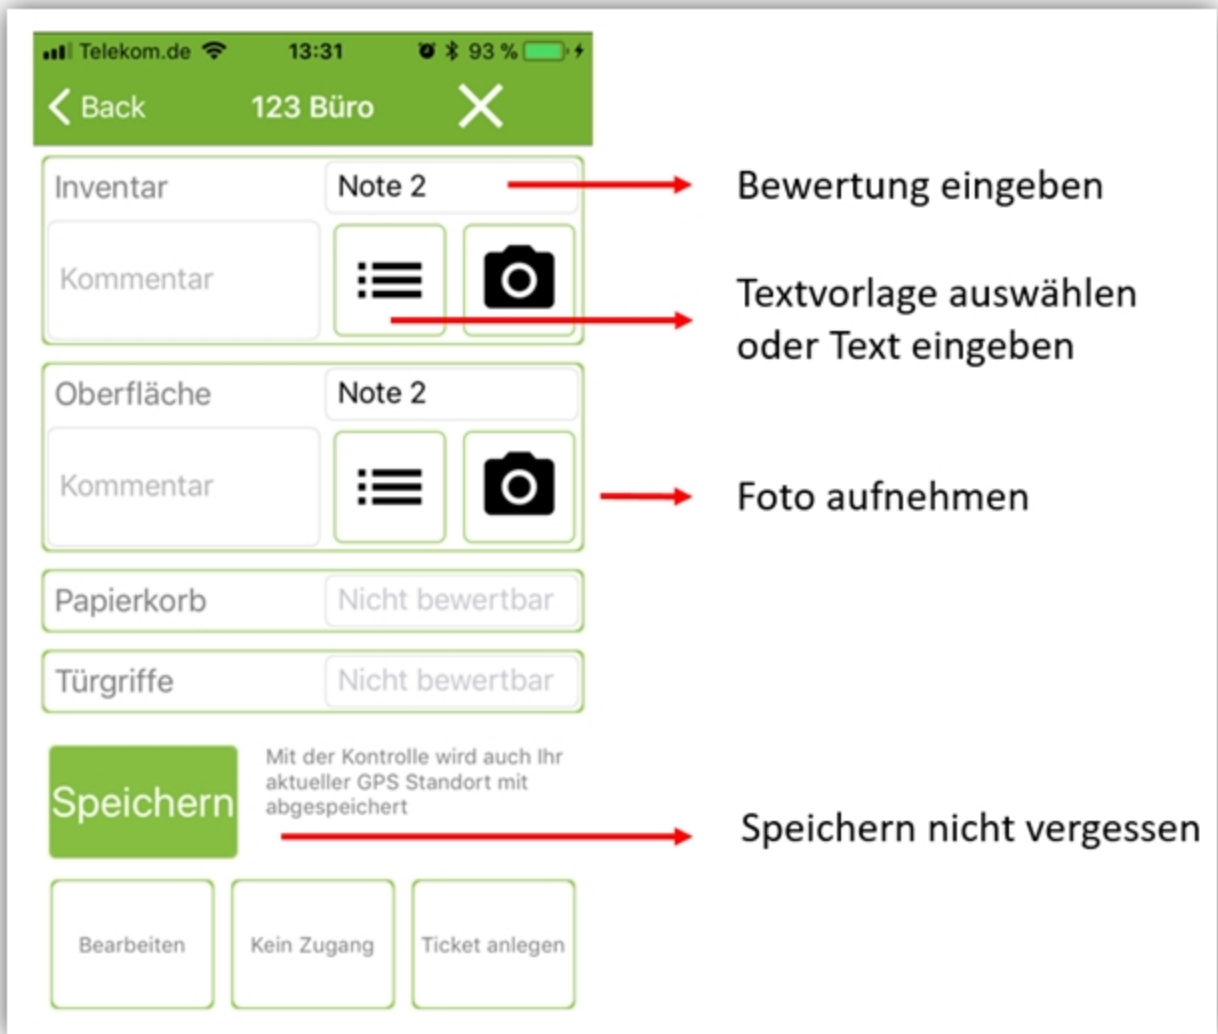 Telekom.de 13:31 93 %
Back 123 Büro
Inventar Note 2
Bewertung eingeben
Kommentar
Textvorlage auswählen
oder Text eingeben
Oberfläche Note 2
Kommentar
Foto aufnehmen
Papierkorb Nicht bewertbar
Türgriffe Nicht bewertbar
Speichern
Mit der Kontrolle wird auch Ihr
aktueller GPS Standort mit
abgespeichert
Speichern nicht vergessen
Bearbeiten Kein Zugang Ticket anlegen